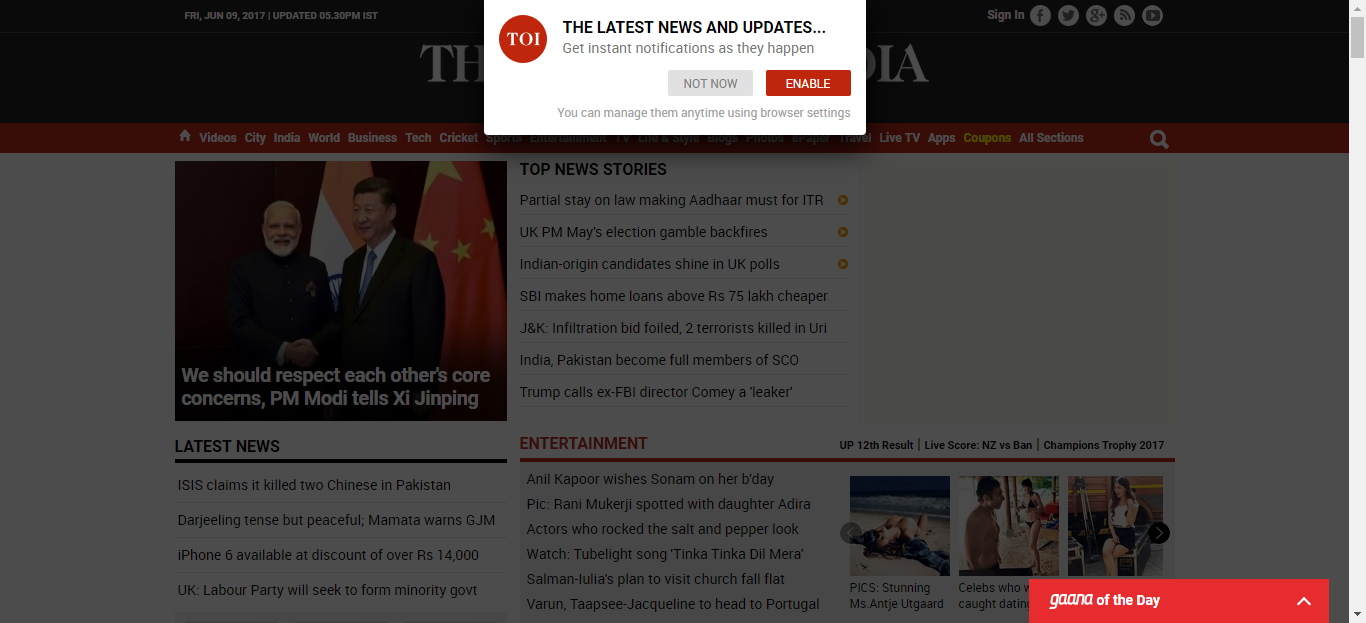 FRI, JUN 09, 2017 | UPDATED 05.30PM IST
Sign In
TOI
THE LATEST NEWS AND UPDATES...
Get instant notifications as they happen
NOT NOW
ENABLE
You can manage them anytime using browser settings
Videos City India World Business Tech Cricket Sports Entertainment TV Life & Style Blogs Photos ePaper Travel Live TV Apps Coupons All Sections
We should respect each other's core
concerns, PM Modi tells Xi Jinping
TOP NEWS STORIES
Partial stay on law making Aadhaar must for ITR
UK PM May's election gamble backfires
Indian-origin candidates shine in UK polls
SBI makes home loans above Rs 75 lakh cheaper
J&K: Infiltration bid foiled, 2 terrorists killed in Uri
India, Pakistan become full members of SCO
Trump calls ex-FBI director Comey a 'leaker'
LATEST NEWS
ISIS claims it killed two Chinese in Pakistan
Darjeeling tense but peaceful; Mamata warns GJM
iPhone 6 available at discount of over Rs 14,000
UK: Labour Party will seek to form minority govt
ENTERTAINMENT
UP 12th Result | Live Score: NZ vs Ban | Champions Trophy 2017
Anil Kapoor wishes Sonam on her b'day
Pic: Rani Mukerji spotted with daughter Adira
Actors who rocked the salt and pepper look
Watch: Tubelight song 'Tinka Tinka Dil Mera'
Salman-Iulia's plan to visit church fall flat
Varun, Taapsee-Jacqueline to head to Portugal
PICS: Stunning
Ms.Antje Utgaard
Celebs who
caught dating
gaana of the Day